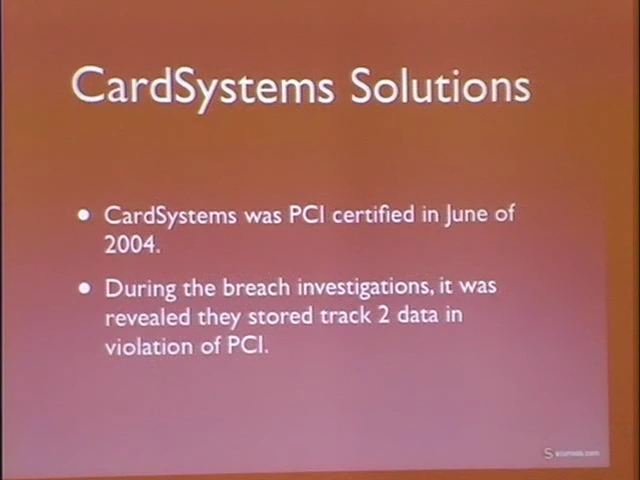 CardSystems Solutions
• CardSystems was PCI certified in June of
2004.
• During the breach investigations, it was
revealed they stored track 2 data in
violation of PCI.